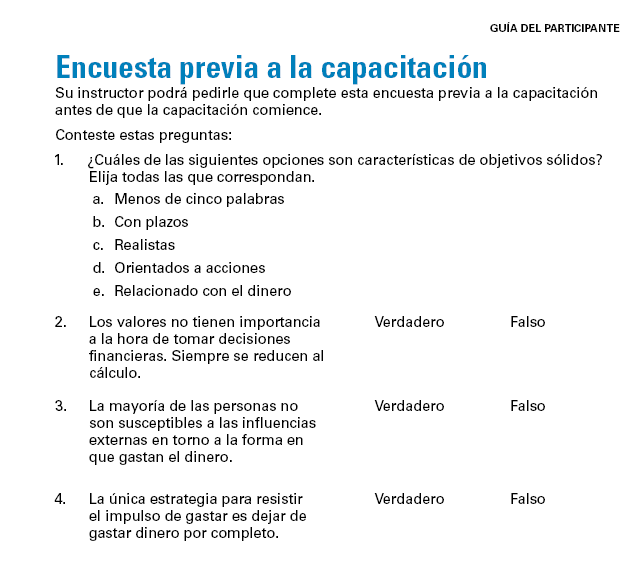 GUÍA DEL PARTICIPANTE
Encuesta previa a la capacitación
Su instructor podrá pedirle que complete esta encuesta previa a la capacitación
antes de que la capacitación comience.
Conteste estas preguntas:
1. ¿Cuáles de las siguientes opciones son características de objetivos sólidos?
Elija todas las que correspondan.
a. Menos de cinco palabras
b. Con plazos
c. Realistas
d. Orientados a acciones
e. Relacionado con el dinero
2. Los valores no tienen importancia Verdadero Falso
a la hora de tomar decisiones
financieras. Siempre se reducen al
cálculo.
3. La mayoría de las personas no Verdadero Falso
son susceptibles a las influencias
externas en torno a la forma en
que gastan el dinero.
4. La única estrategia para resistir Verdadero Falso
el impulso de gastar es dejar de
gastar dinero por completo.